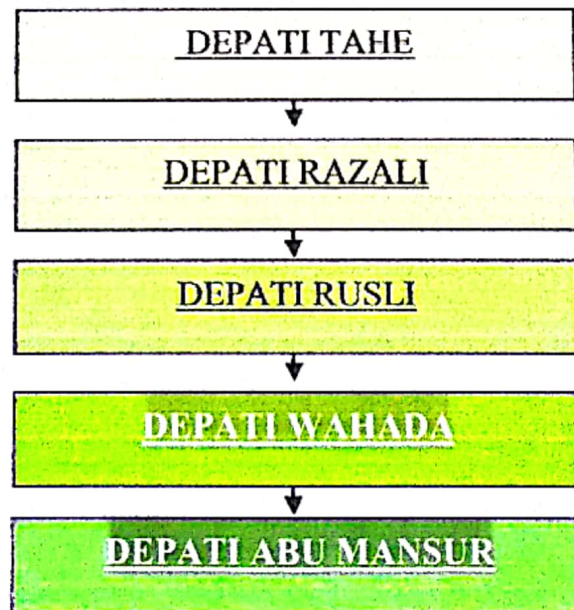 DEPATI TAHE
DEPATI RAZALI
DEPATI RUSLI
DEPATI WAHADA
DEPATI ABU MANSUR